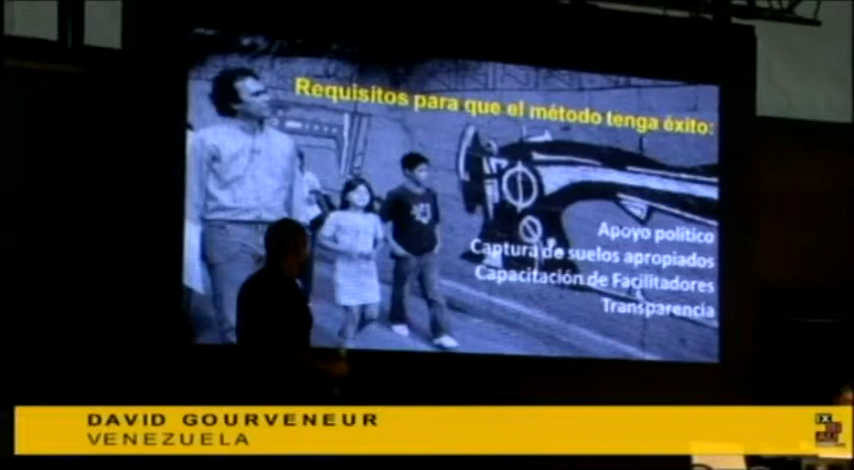 Requisitos para que el método tenga éxito:
Apoyo político
Captura de suelos apropiados
Capacitación de Facilitadores
Transparencia
DAVID GOURVENEUR
VENEZUELA